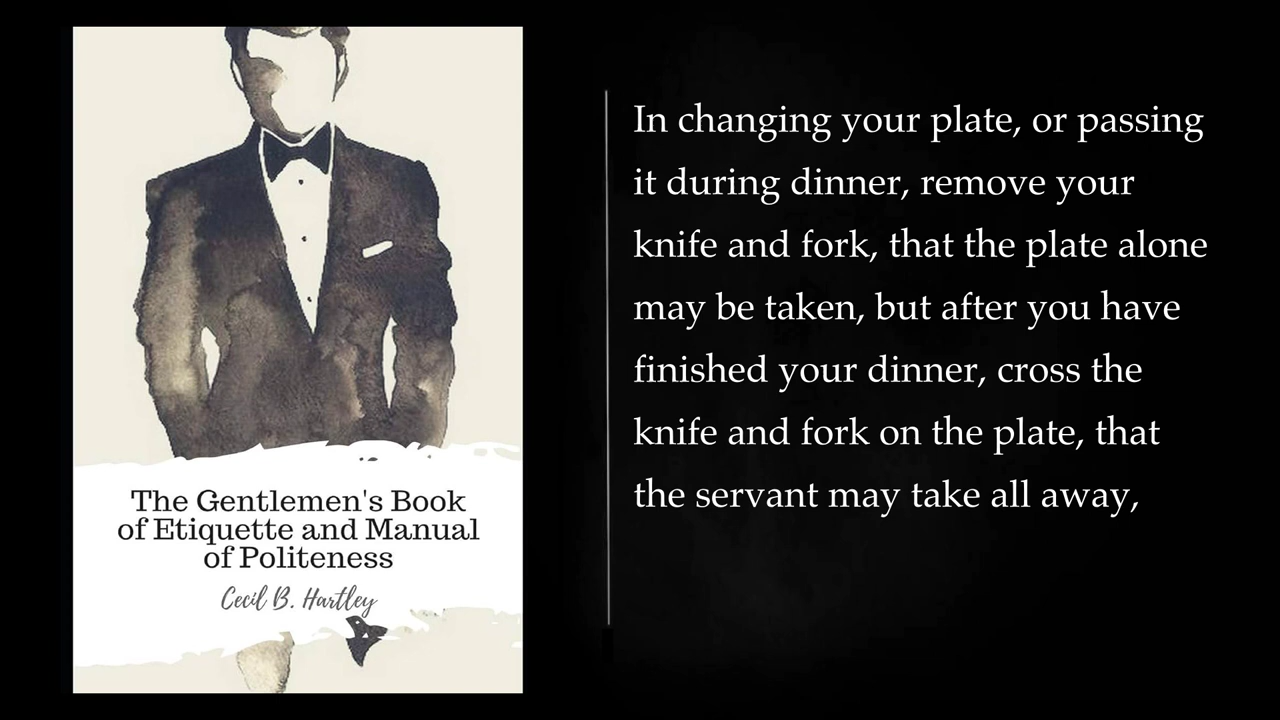 The Gentlemen's Book
of Etiquette and Manual
of Politeness
Cecil B. Hartley
In changing your plate, or passing
it during dinner, remove your
knife and fork, that the plate alone
may be taken, but after you have
finished your dinner, cross the
knife and fork on the plate, that
the servant may take all away,